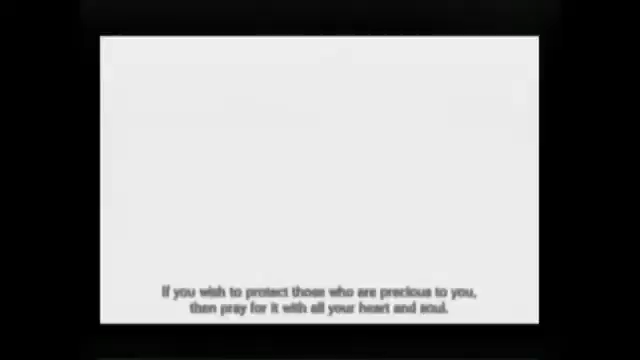 If you wish to protect those who are precious to you,
then pray for it with all your heart and soul.